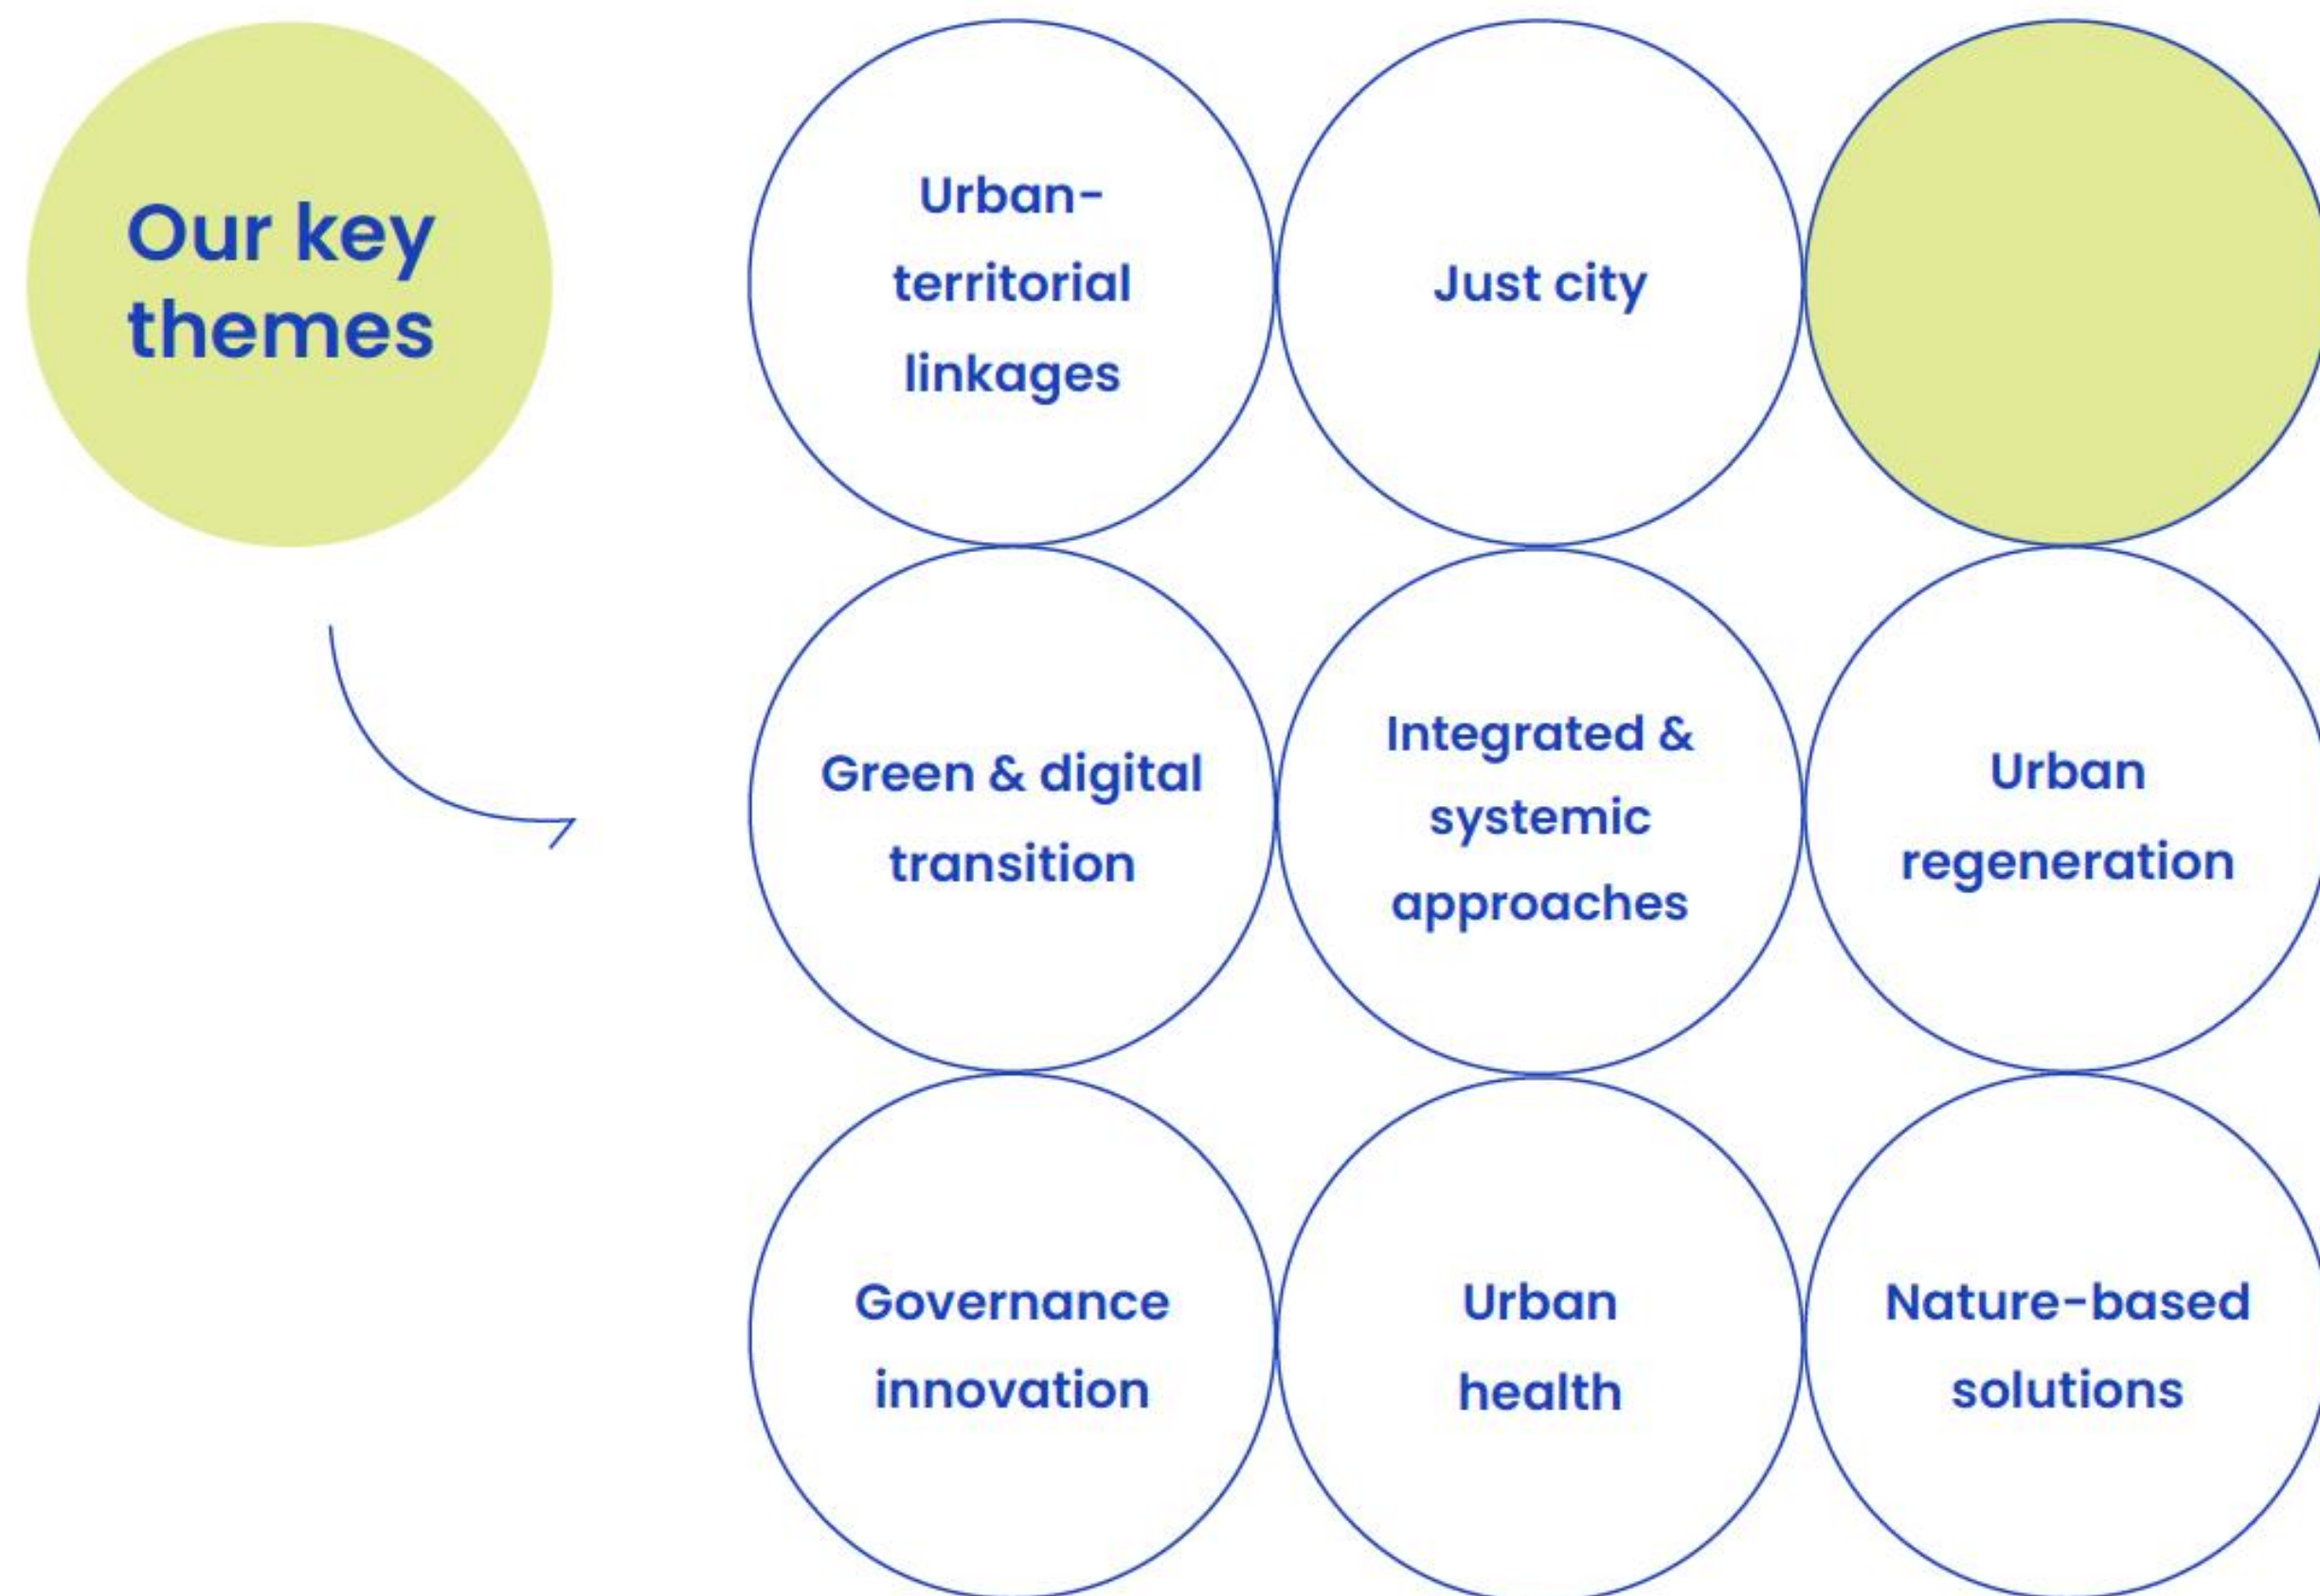 Our key
themes
Urban-
territorial
linkages
Just city
Green & digital
transition
Integrated &
systemic
approaches
Urban
regeneration
Governance
innovation
Urban
health
Nature-based
solutions